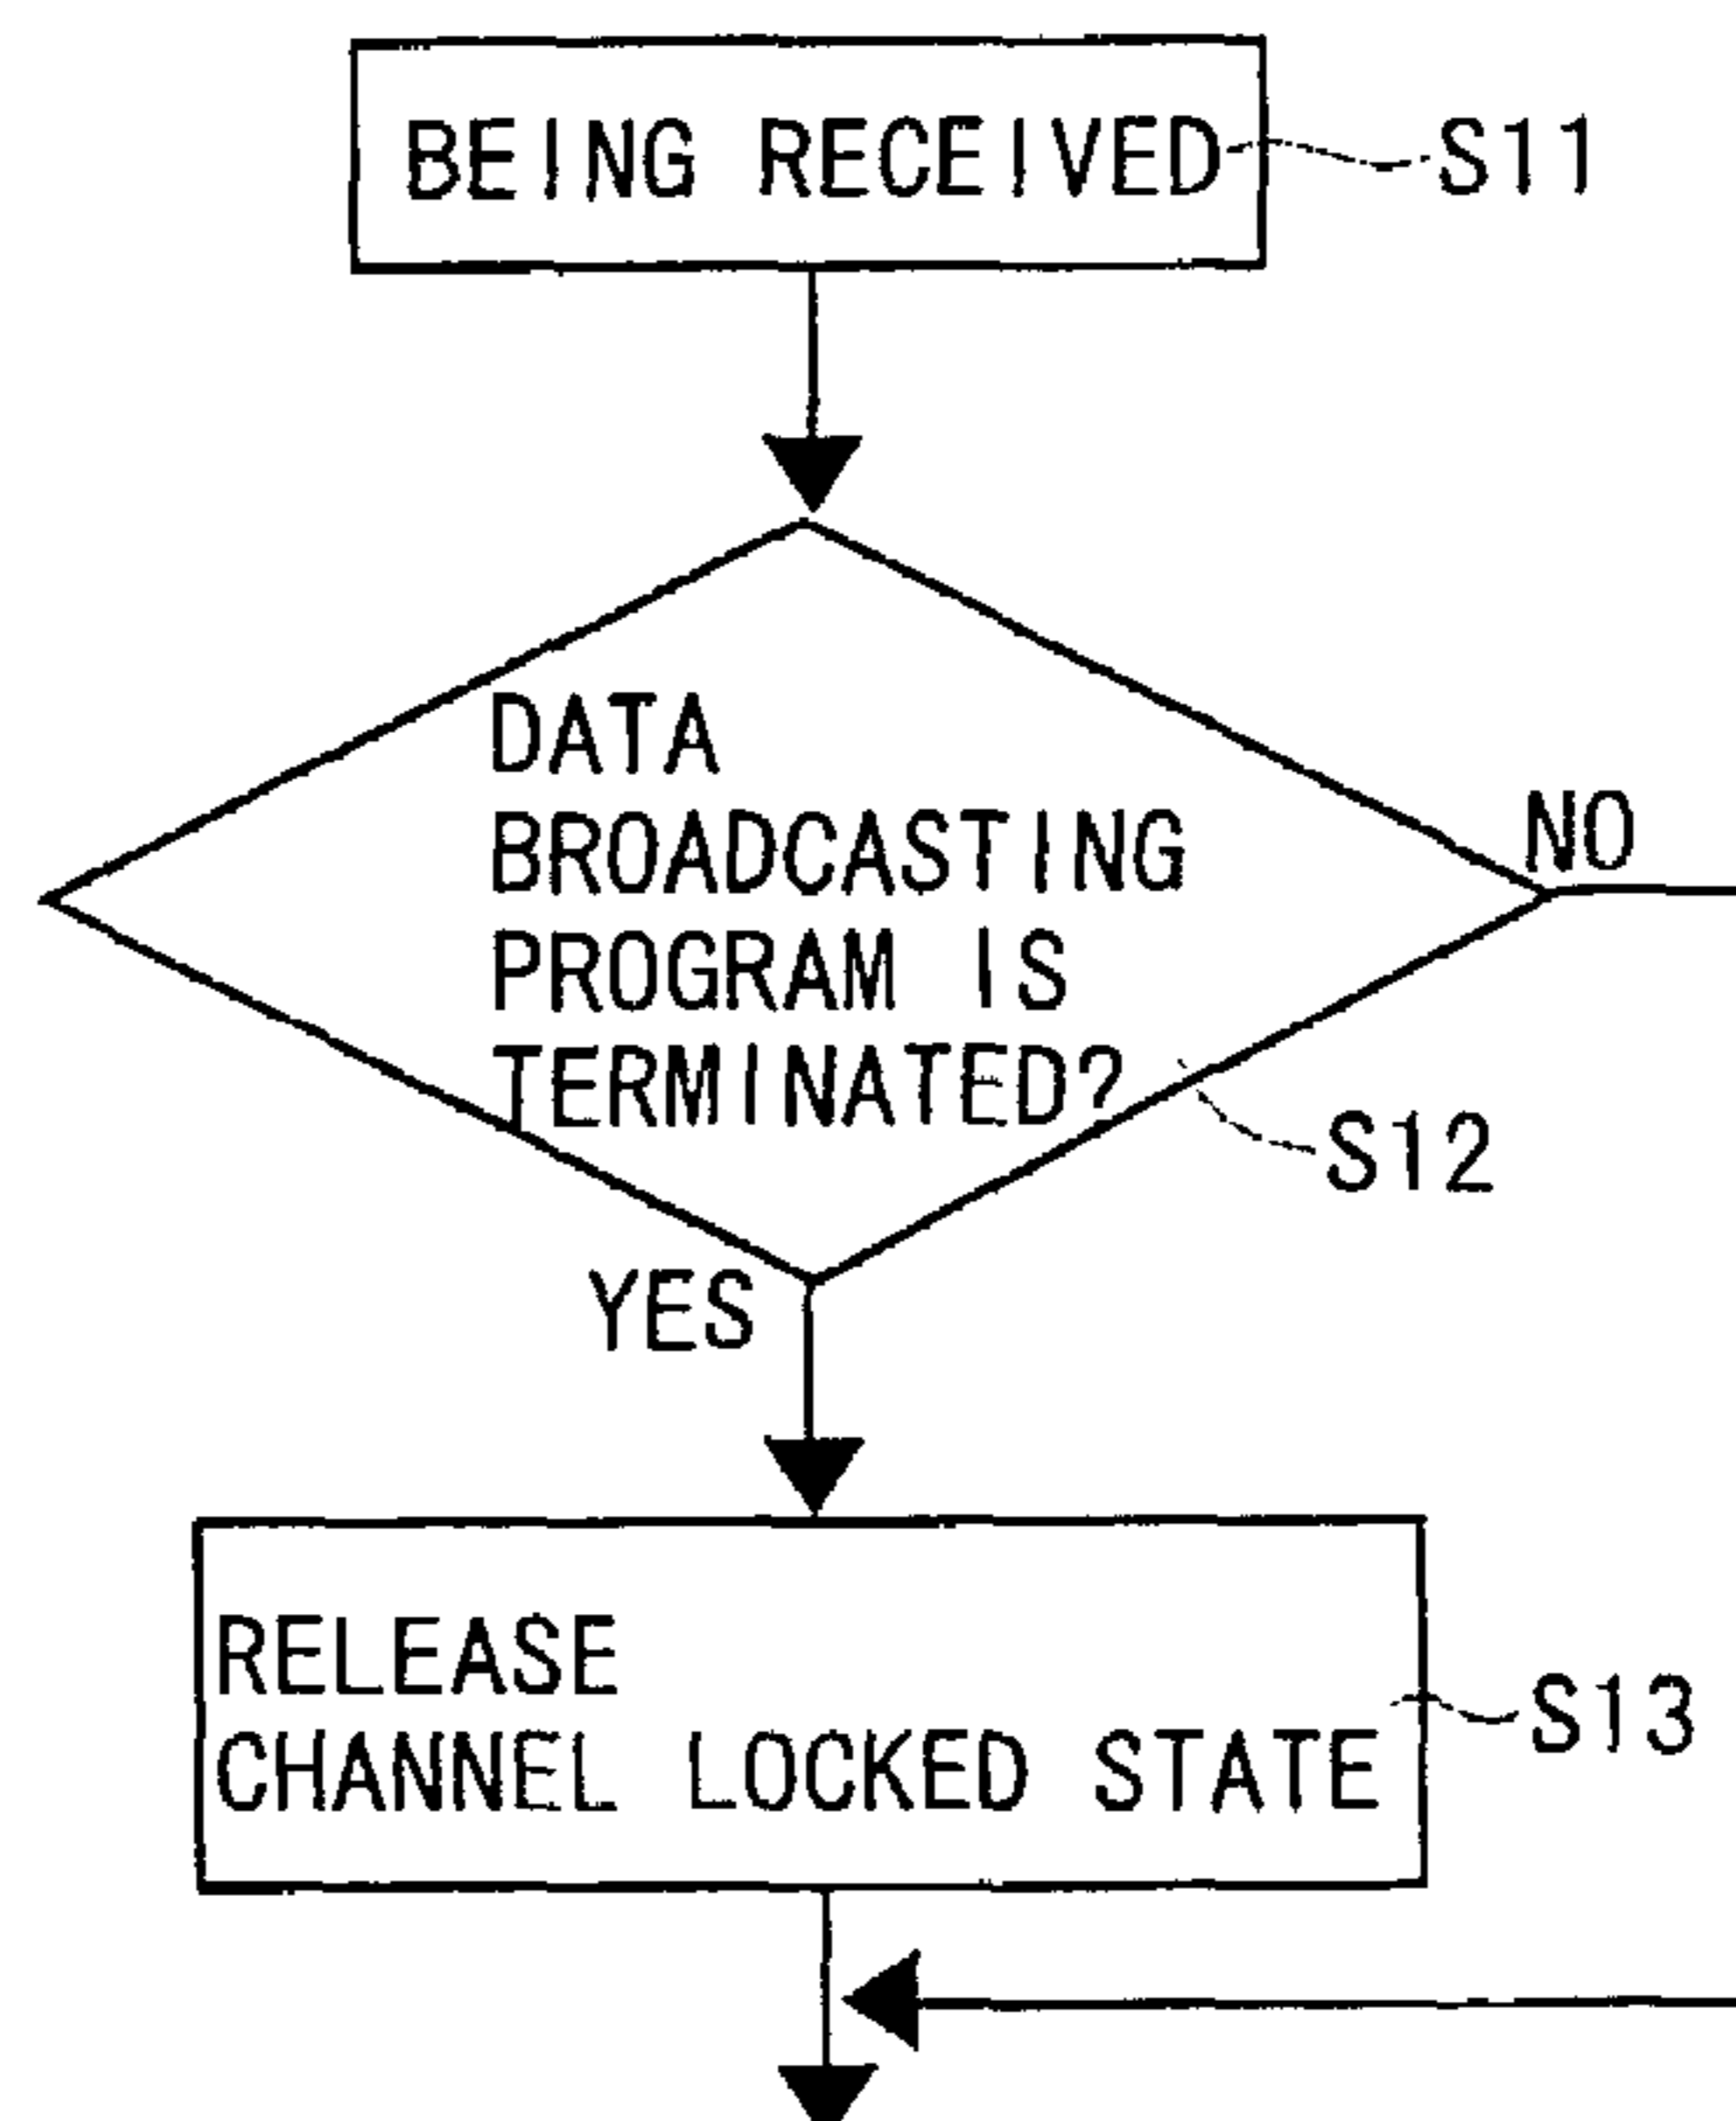 BEING RECEIVED
S11
DATA
BROADCASTING
PROGRAM IS
TERMINATED?
NO
S12
YES
RELEASE
CHANNEL LOCKED STATE
S13